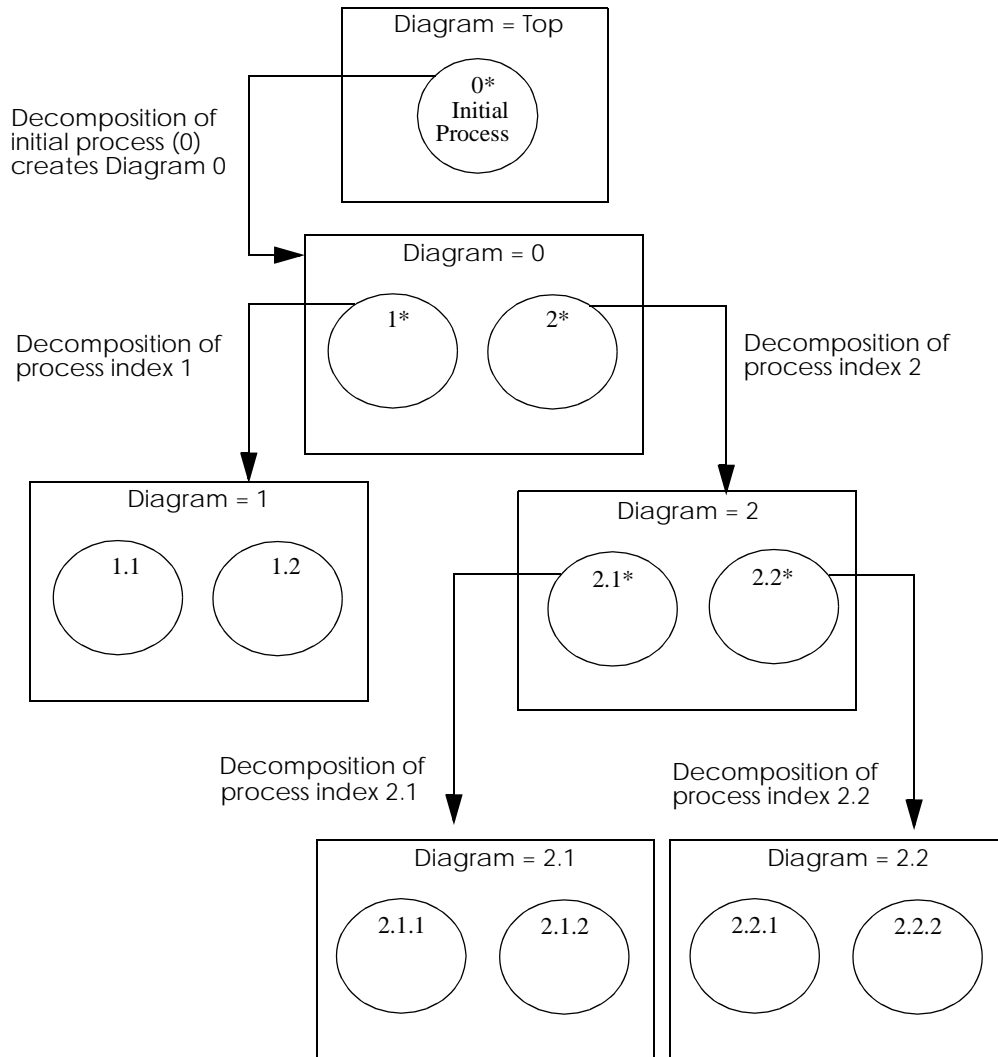 Diagram = Top
0*
Initial
Process
Decomposition of
initial process (0)
creates Diagram 0
Diagram = 0
1*
2*
Decomposition of
process index 1
Decomposition of
process index 2
Diagram = 1
1.1
1.2
Diagram = 2
2.1*
2.2*
Decomposition of
process index 2.1
Decomposition of
process index 2.2
Diagram = 2.1
2.1.1
2.1.2
Diagram = 2.2
2.2.1
2.2.2